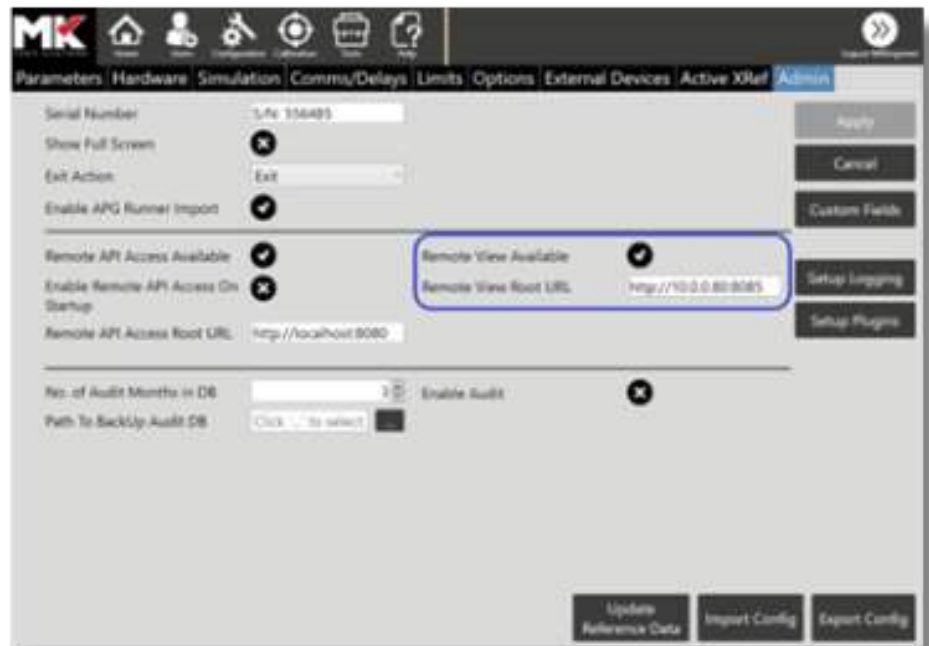 MK
Parameters Hardware Simulation Comms/Delays Limits Options External Devices Active XRef Admin
Serial Number S/N: 556485
Apply
Show Full Screen
Exit Action Exit
Cancel
Enable APG Runner Import
Custom Fields
Remote API Access Available
Remote View Available
Enable Remote API Access On Startup
Remote View Root URL http://10.0.0.80:8085
Setup Logging
Remote API Access Root URL http://localhost:8080
Setup Plugins
No. of Audit Months in DB 3
Enable Audit
Path To BackUp Audit DB Click '...' to select ...
Update
Reference Data
Import Config
Export Config